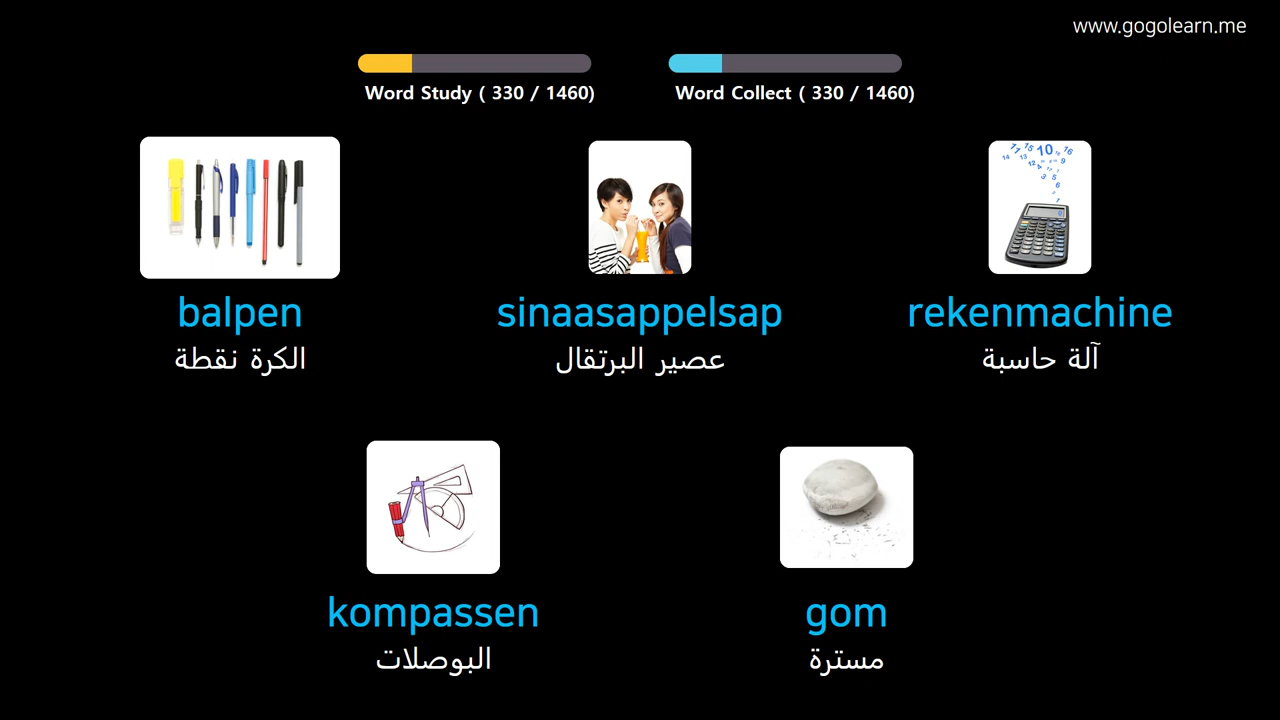 www.gogolearn.me
Word Study ( 330 / 1460)
Word Collect ( 330 / 1460)
balpen
الكرة نقطة
sinaasappelsap
عصير البرتقال
rekenmachine
آلة حاسبة
kompassen
البوصلات
gom
مسترة